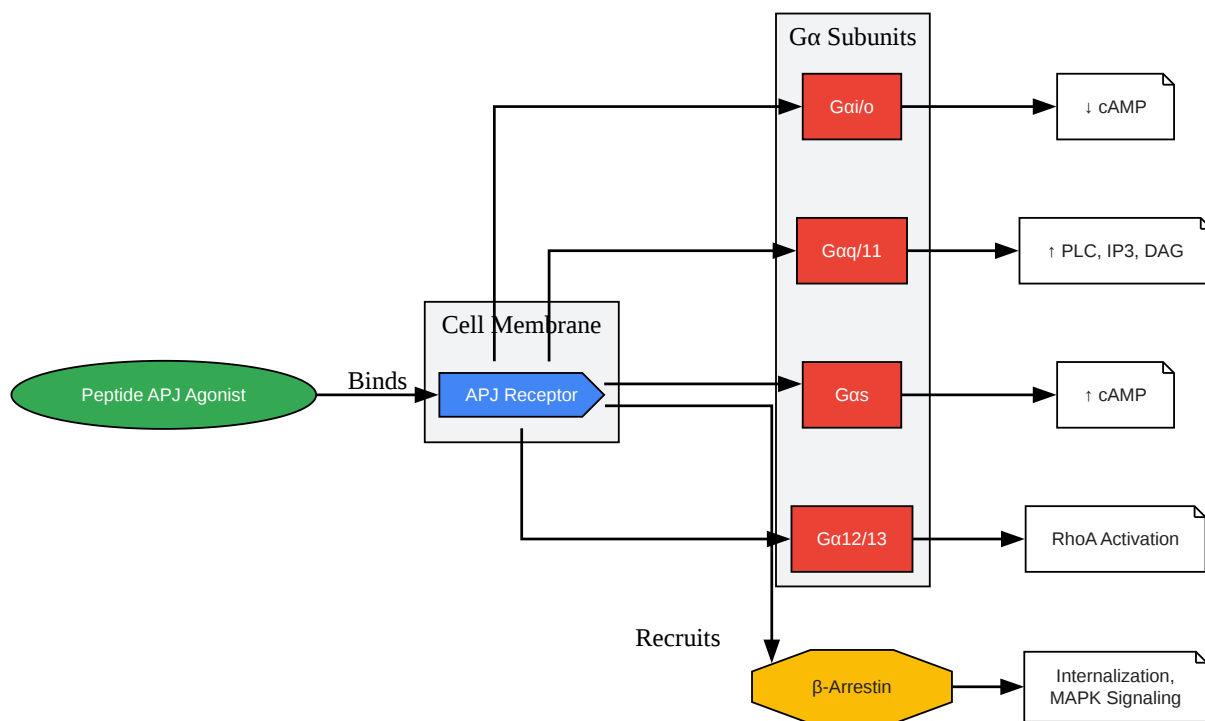 Gα Subunits
Gαi/o
↓ cAMP
Gαq/11
↑ PLC, IP3, DAG
Cell Membrane
Peptide APJ Agonist
Binds
APJ Receptor
Gαs
↑ cAMP
Gα12/13
RhoA Activation
Recruits
β-Arrestin
Internalization,
MAPK Signaling